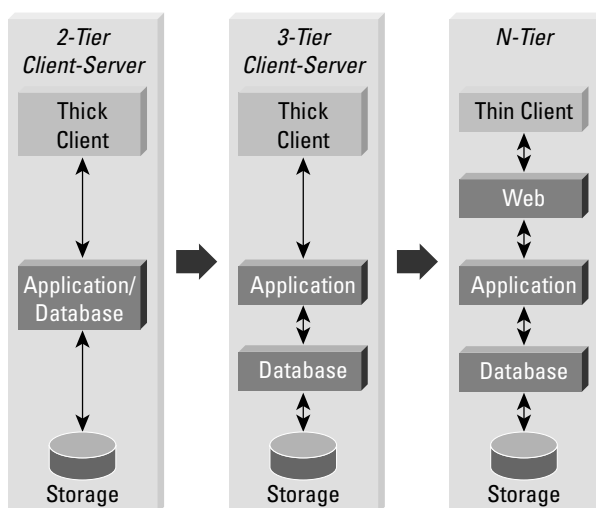 2-Tier
Client-Server
Thick
Client
Application/
Database
Storage
3-Tier
Client-Server
Thick
Client
Application
Database
Storage
N-Tier
Thin Client
Web
Application
Database
Storage